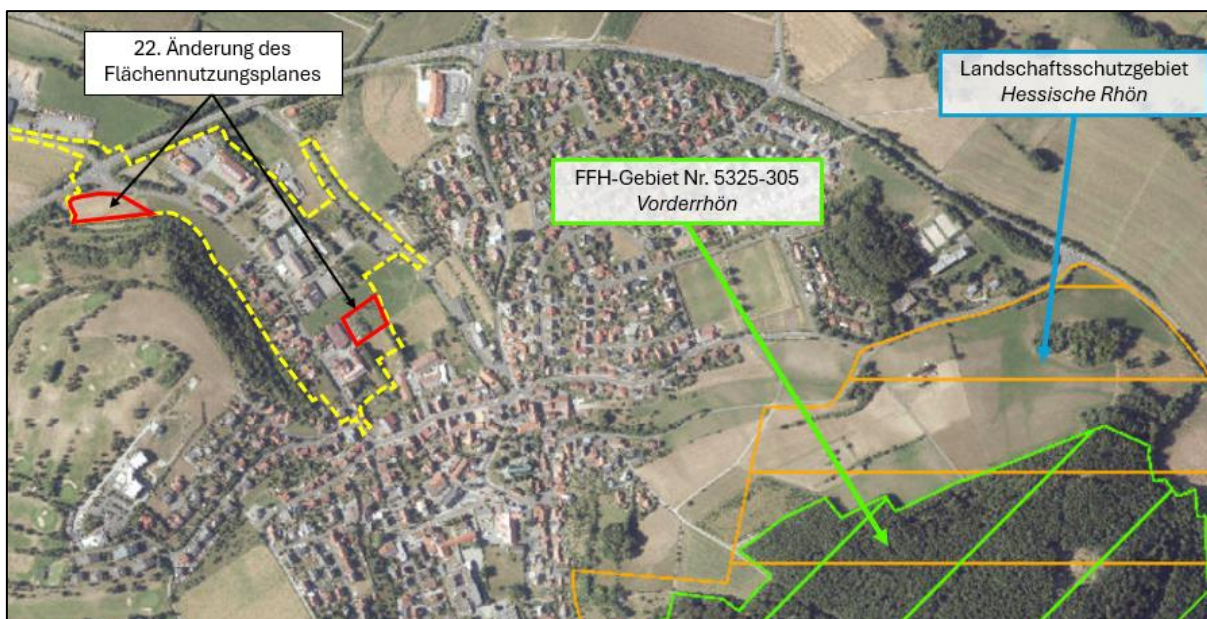 22. Änderung des
Flächennutzungsplanes
Landschaftsschutzgebiet
Hessische Rhön
FFH-Gebiet Nr. 5325-305
Vorderrhön